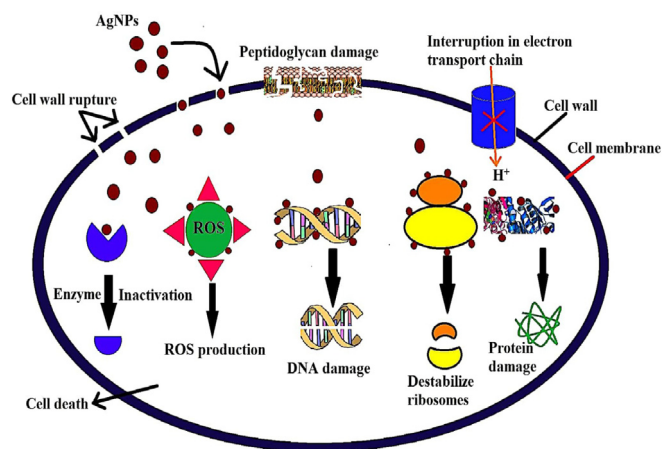 AgNPs
Peptidoglycan damage
Interruption in electron
transport chain
Cell wall rupture
Cell wall
Cell membrane
H+
ROS
Enzyme Inactivation
ROS production
DNA damage
Destabilize
ribosomes
Protein
damage
Cell death